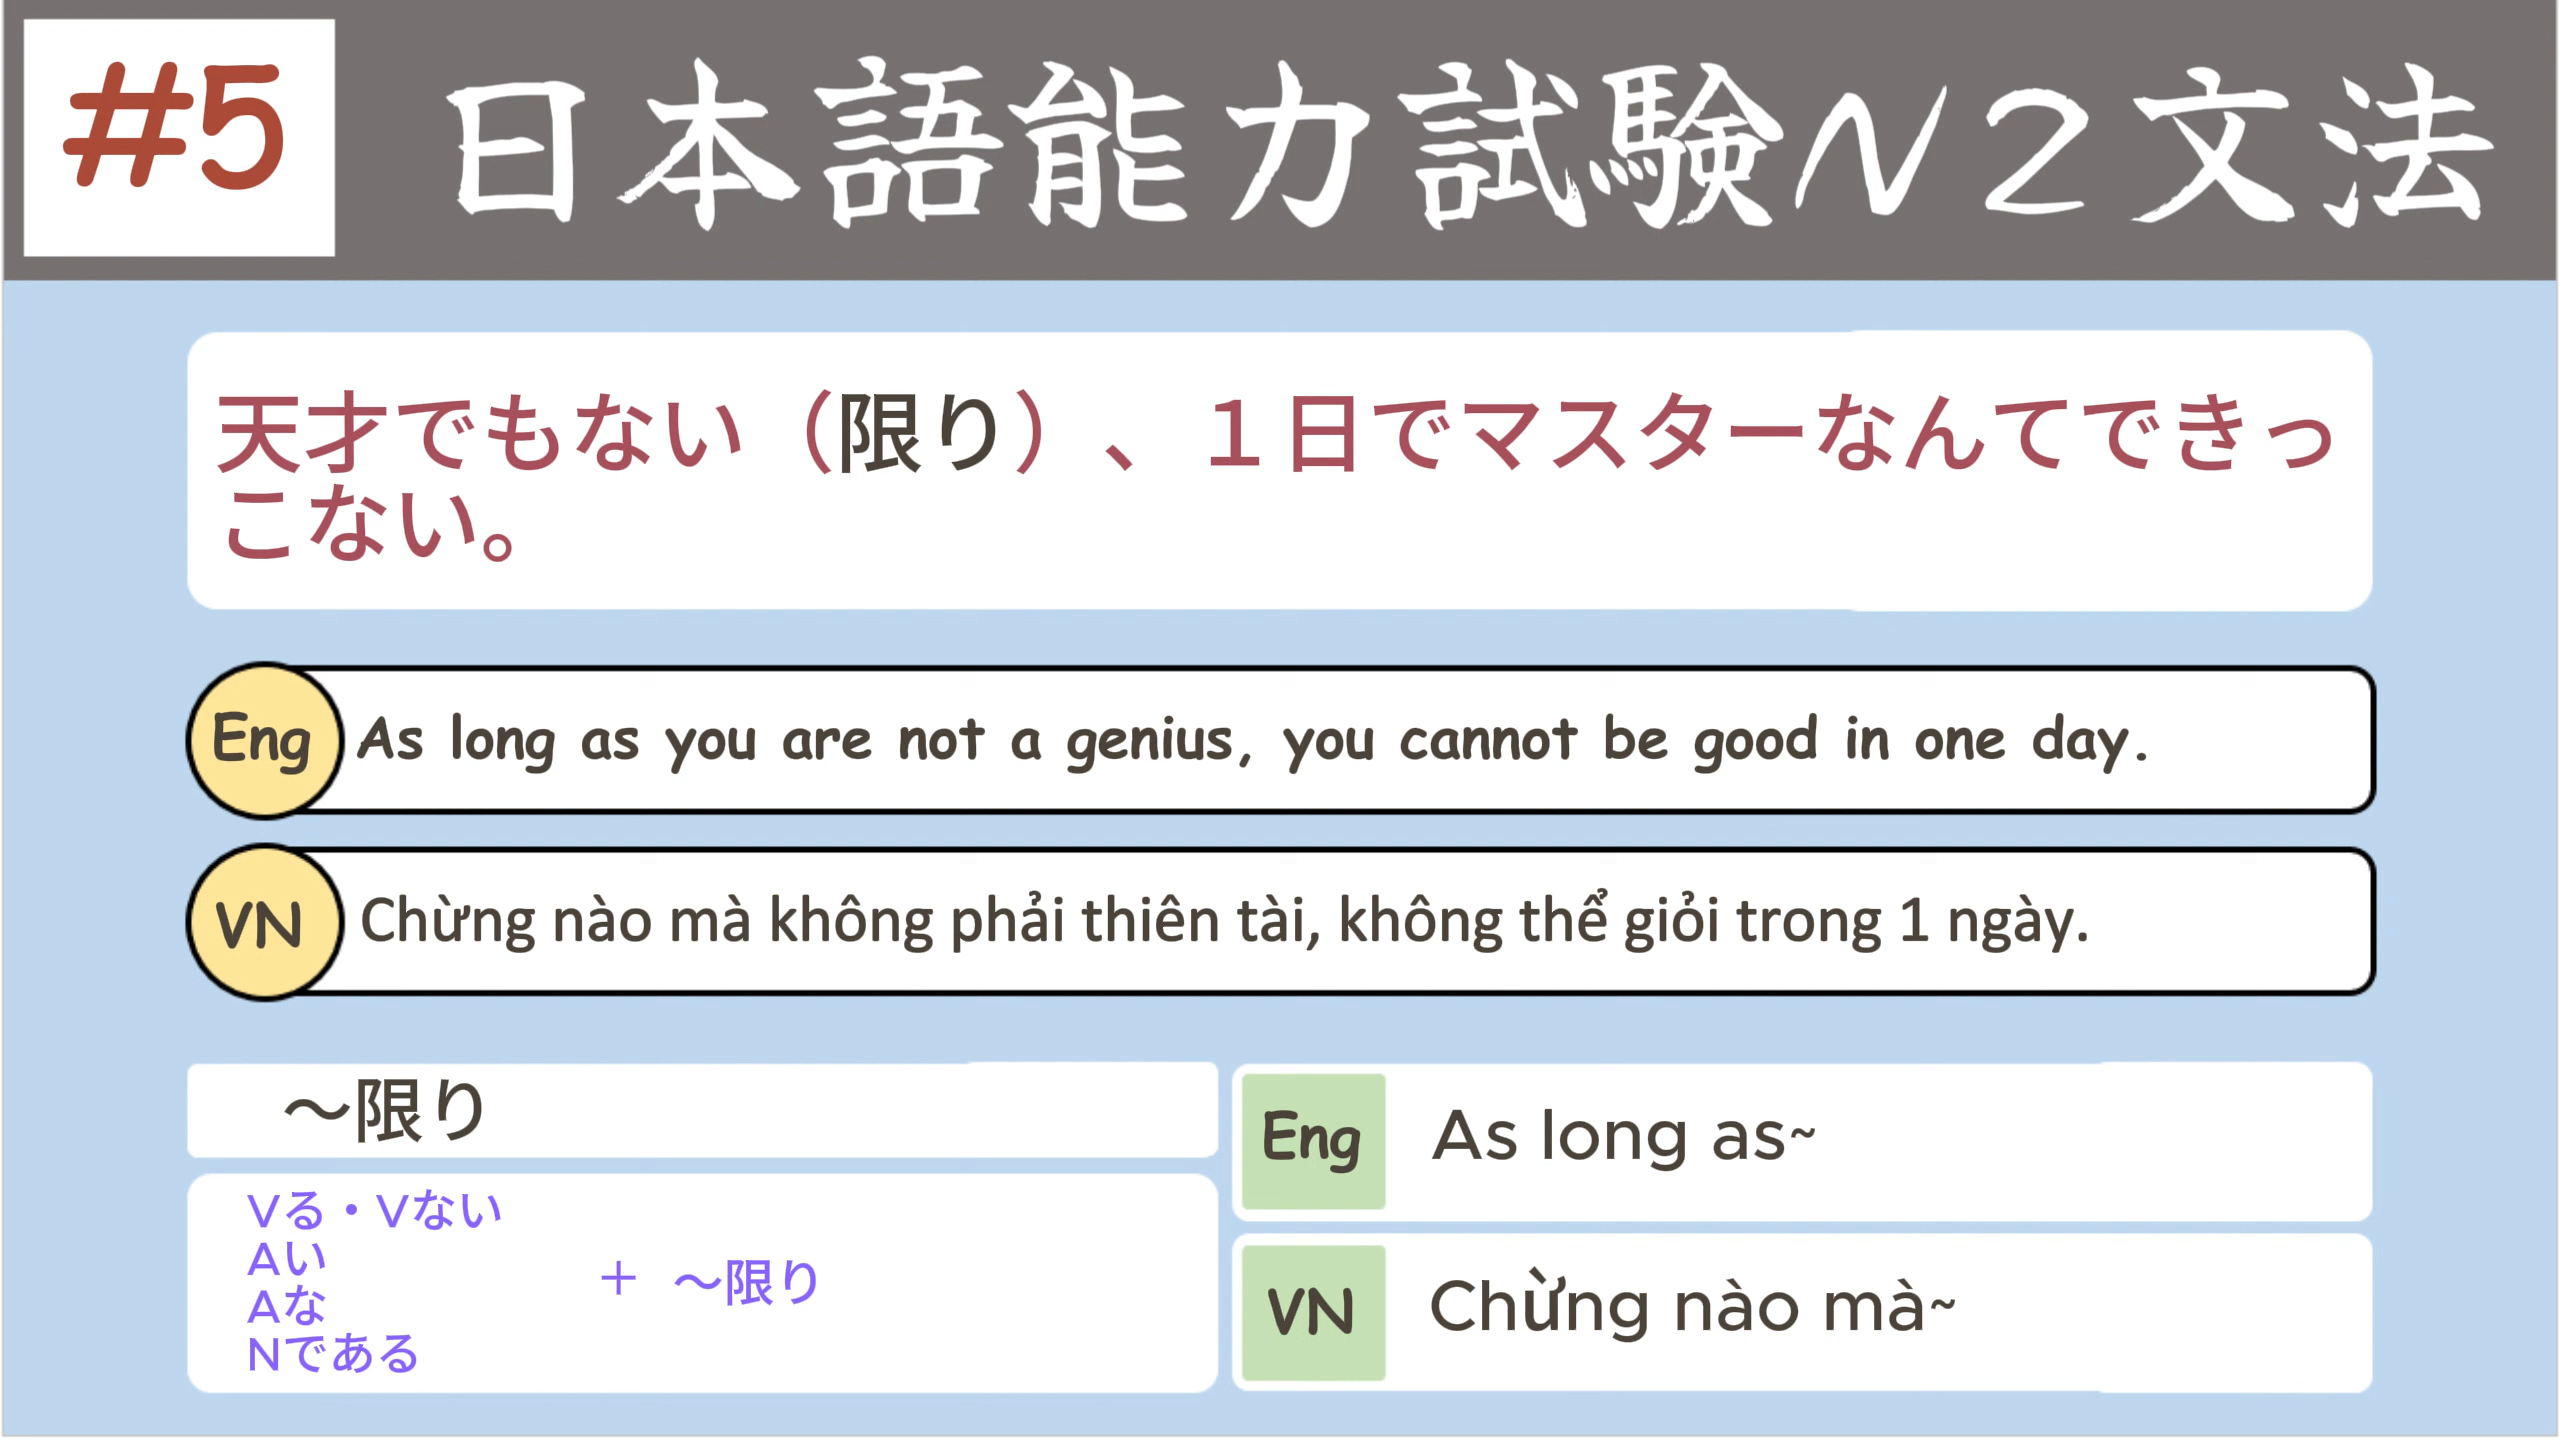 #5
日本語能力試験N2文法
天才でもない（限り）、１日でマスターなんてできっ
こない。
Eng
As long as you are not a genius, you cannot be good in one day.
VN
Chừng nào mà không phải thiên tài, không thể giỏi trong 1 ngày.
～限り
Vる・Vない
Aい
Aな
Nである
＋ ～限り
Eng
As long as~
VN
Chừng nào mà~